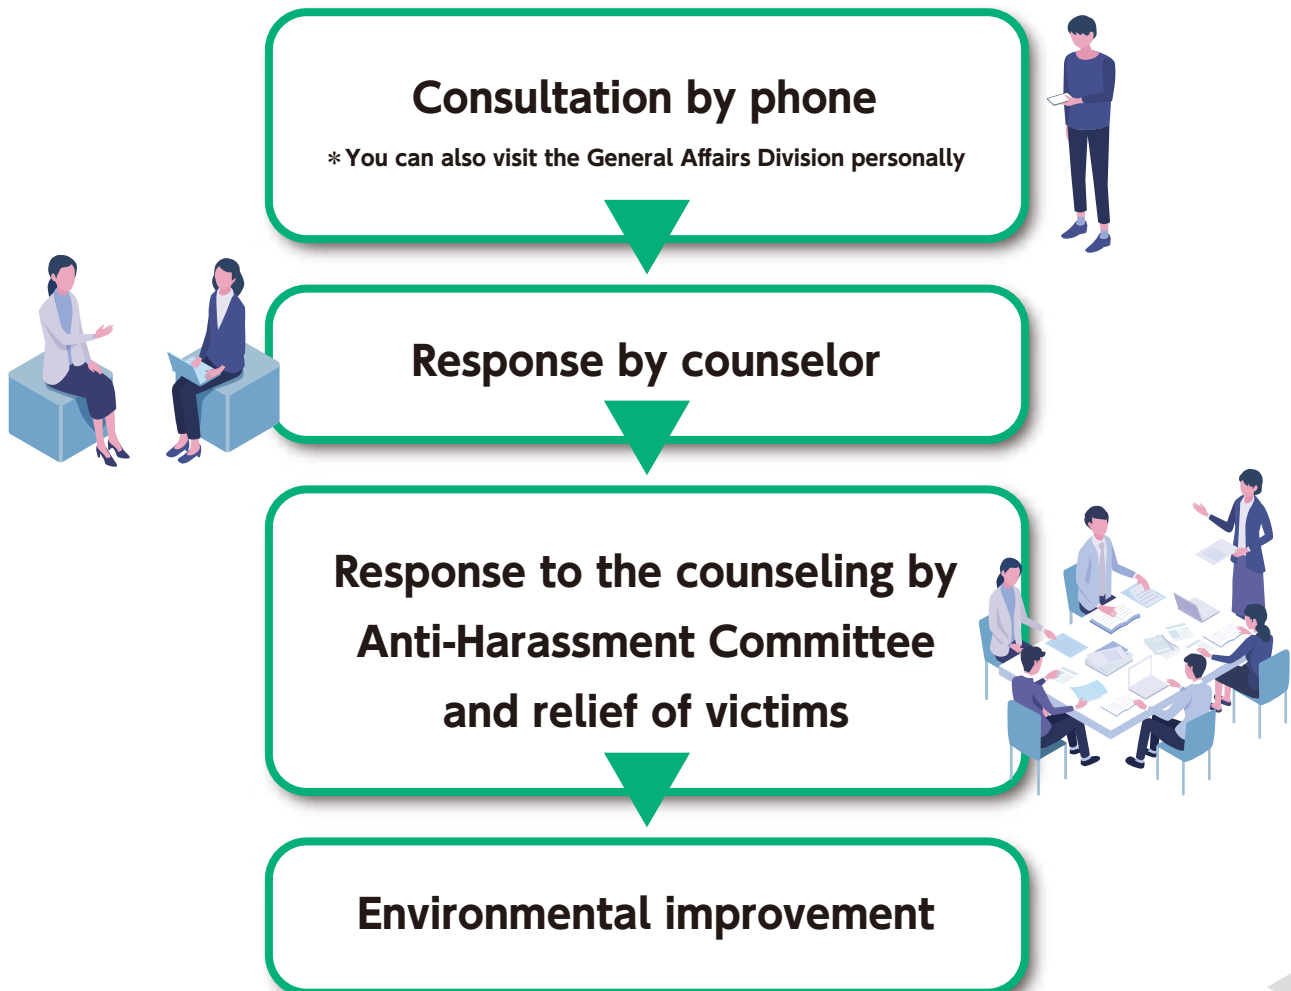 Consultation by phone
*You can also visit the General Affairs Division personally
Response by counselor
Response to the counseling by
Anti-Harassment Committee
and relief of victims
Environmental improvement